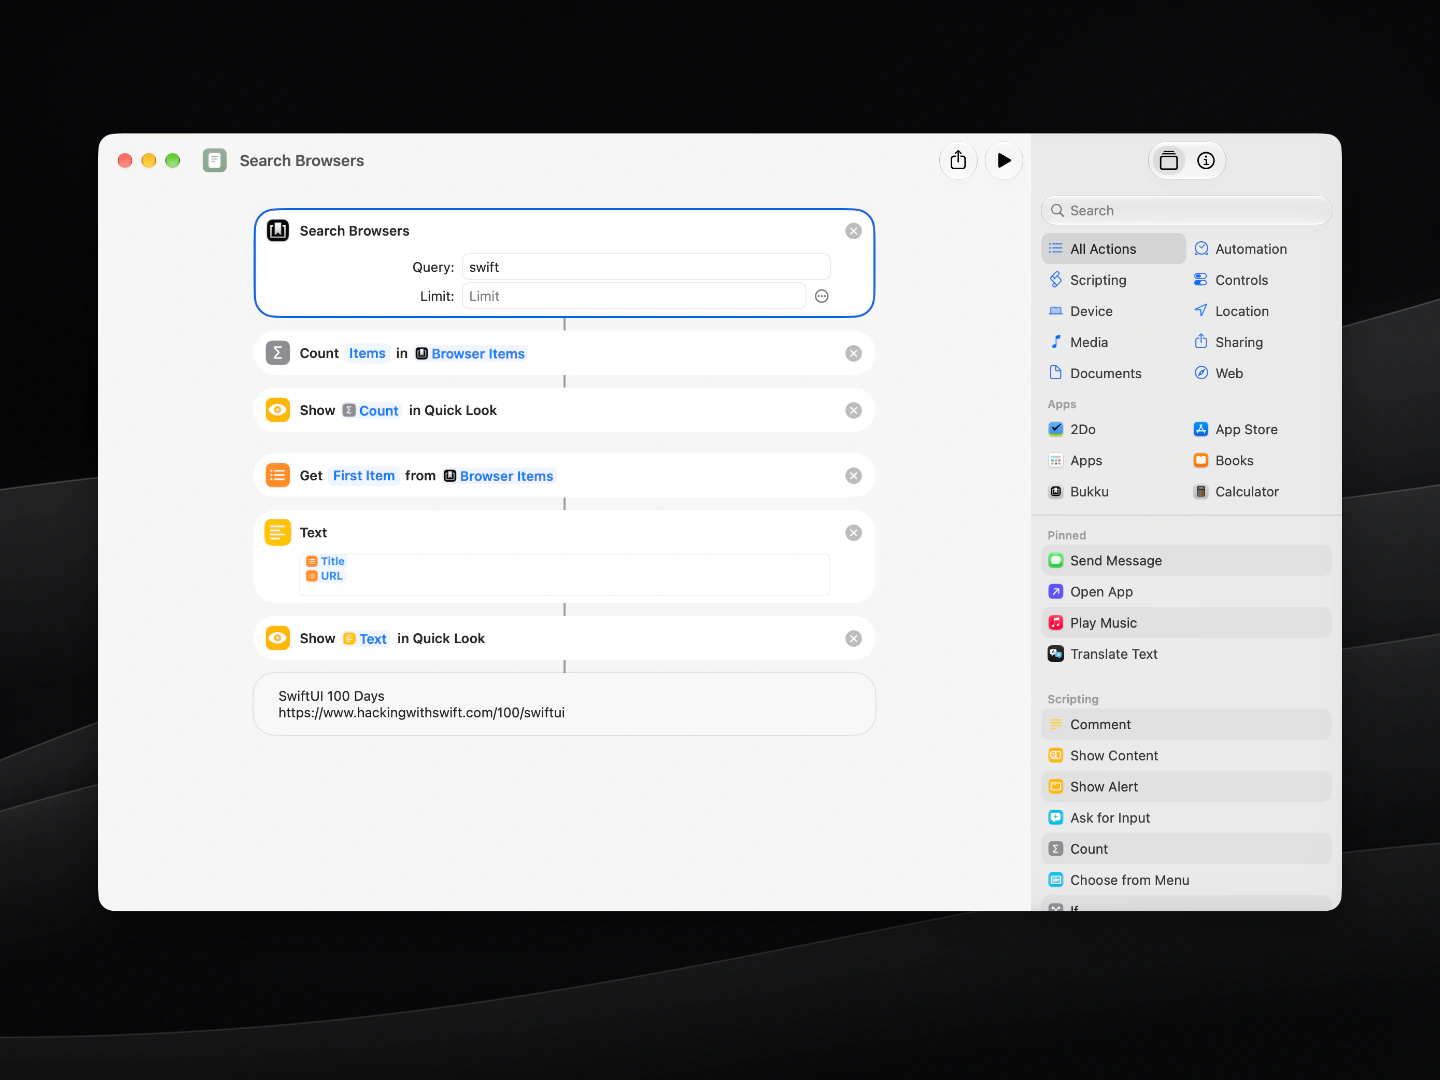 Search Browsers
Search Browsers
Query: swift
Limit: Limit
Count Items in Browser Items
Show Count in Quick Look
Get First Item from Browser Items
Text
Title
URL
Show Text in Quick Look
SwiftUI 100 Days
https://www.hackingwithswift.com/100/swiftui
Search
All Actions Automation
Scripting Controls
Device Location
Media Sharing
Documents Web
Apps
2Do App Store
Apps Books
Bukku Calculator
Pinned
Send Message
Open App
Play Music
Translate Text
Scripting
Comment
Show Content
Show Alert
Ask for Input
Count
Choose from Menu
If